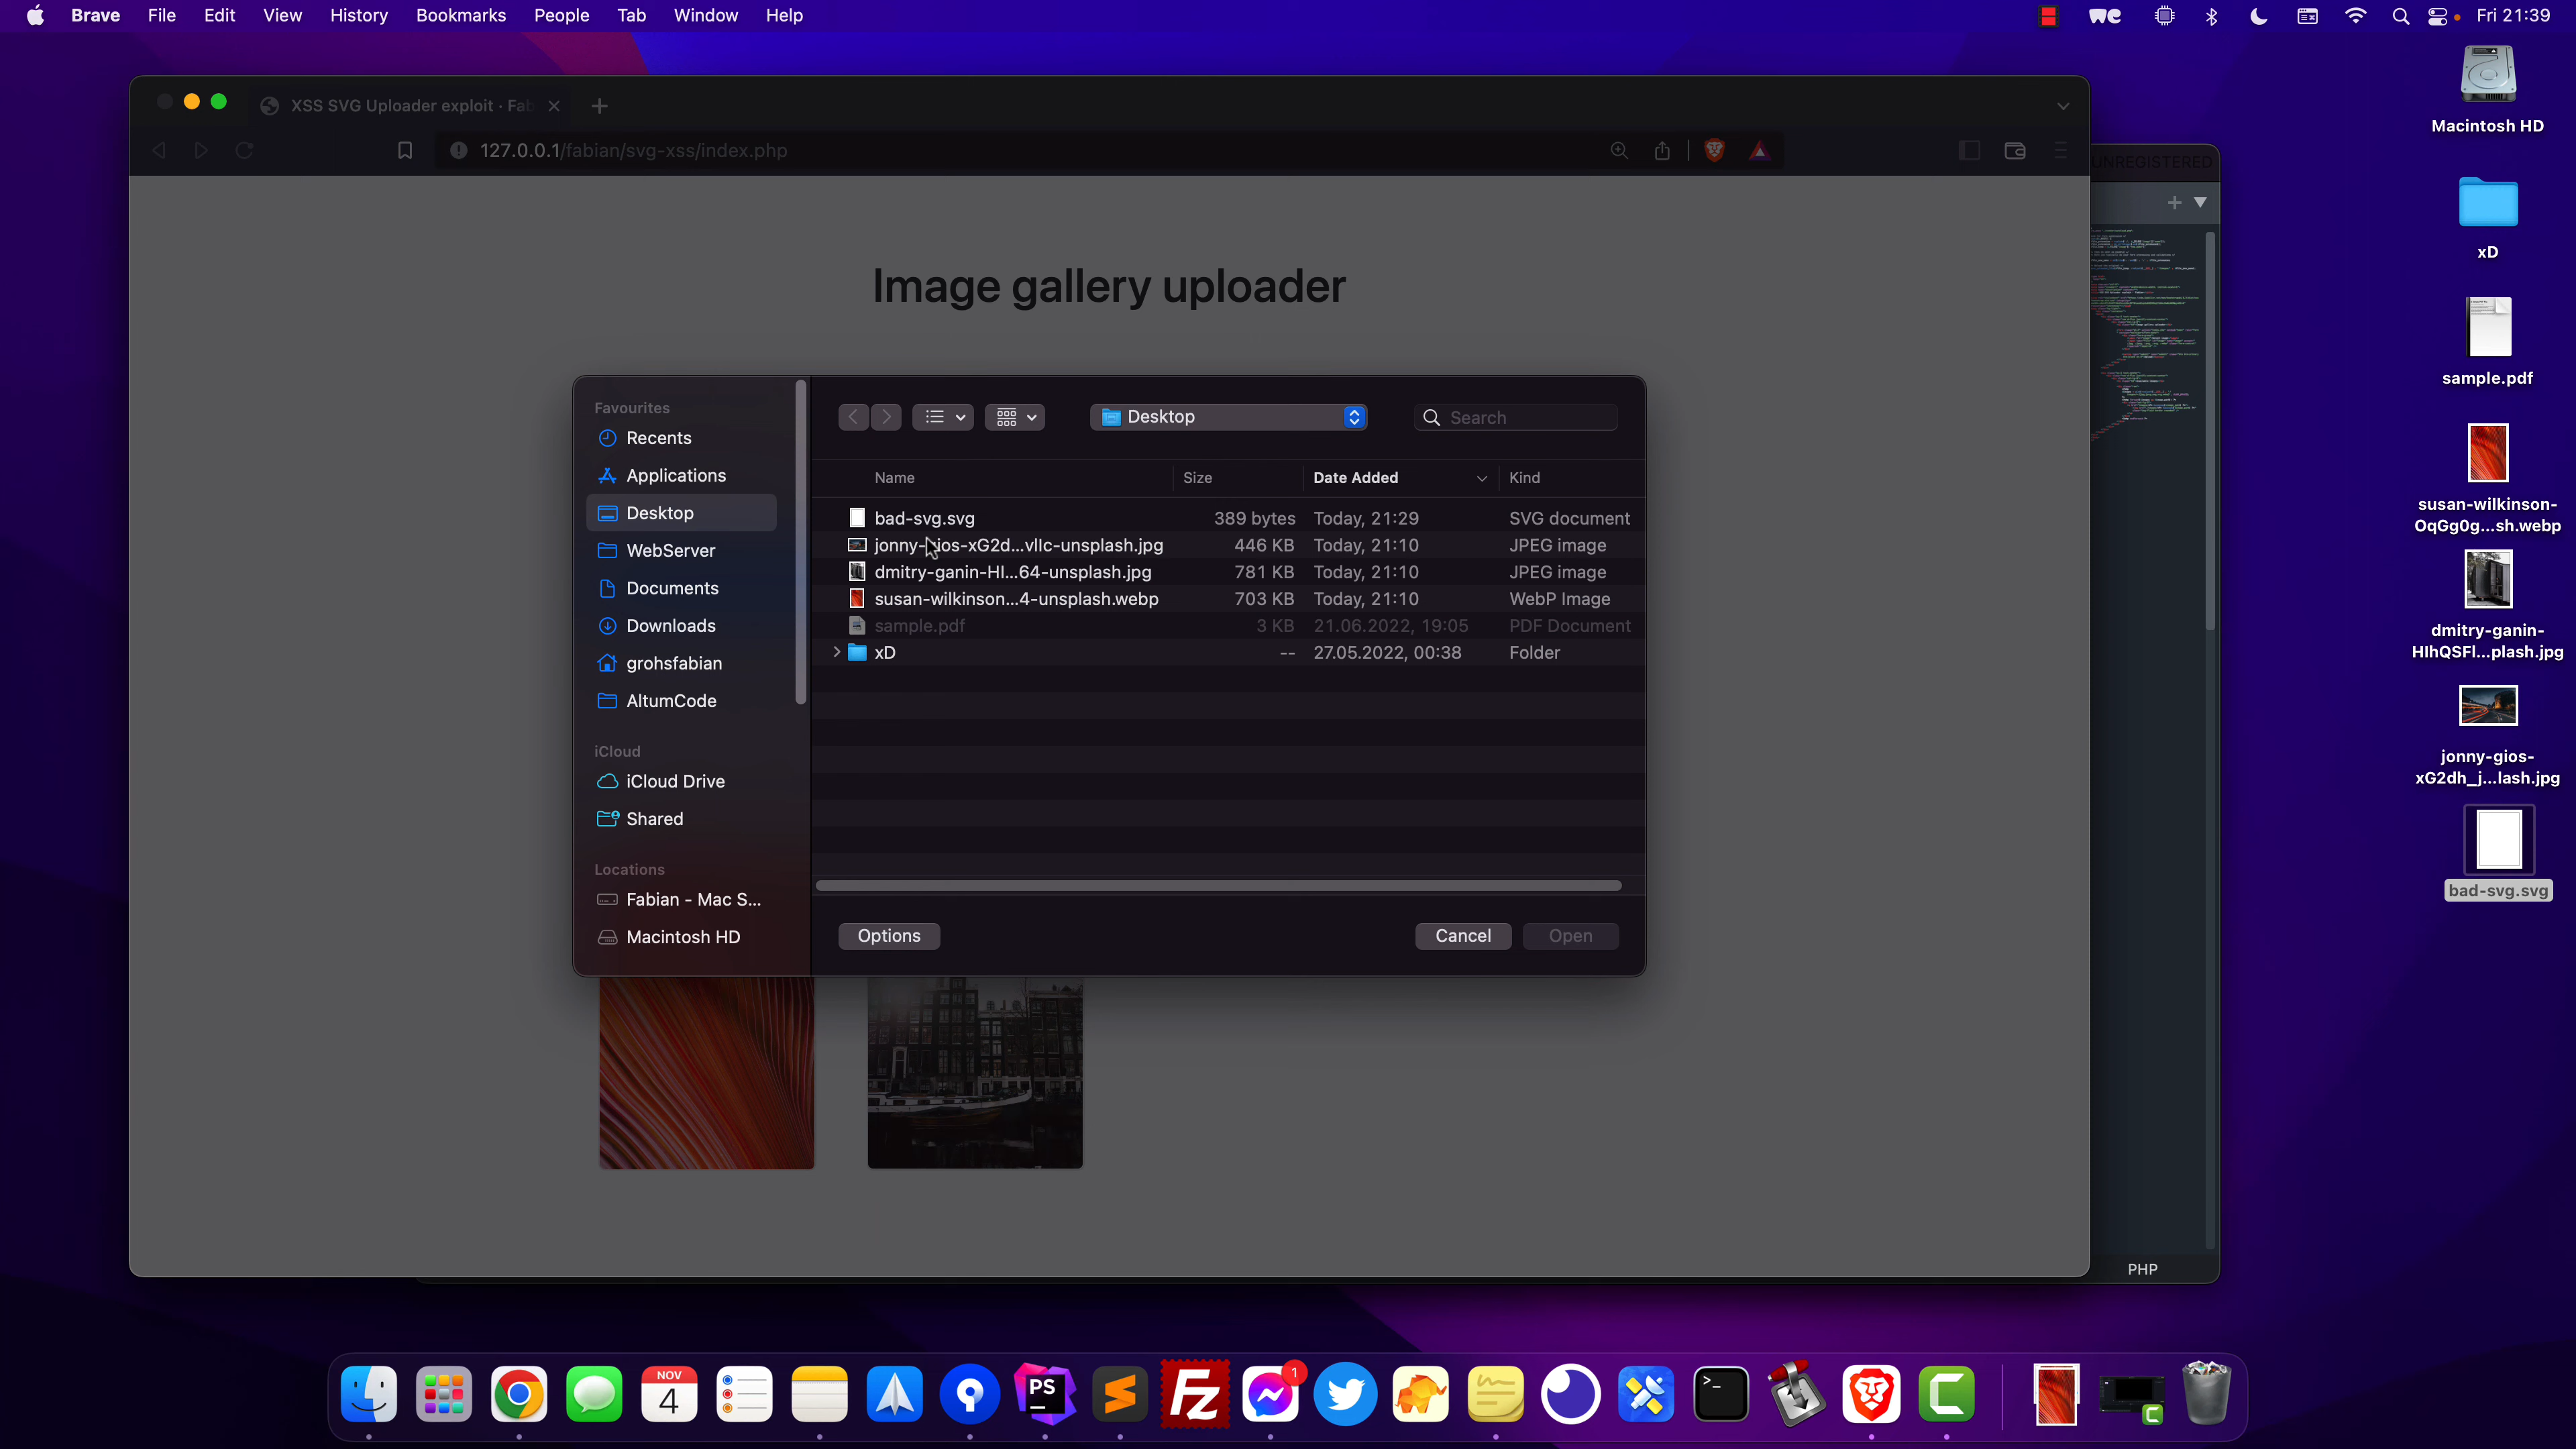 Brave File Edit View History Bookmarks People Tab Window Help
Fri 21:39
XSS SVG Uploader exploit · Fab
127.0.0.1/fabian/svg-xss/index.php
UNREGISTERED
Image gallery uploader
Favourites
Recents
Applications
Desktop
WebServer
Documents
Downloads
grohsfabian
AltumCode
iCloud
iCloud Drive
Shared
Locations
Fabian - Mac S...
Macintosh HD
Desktop
Search
Name Size Date Added Kind
bad-svg.svg 389 bytes Today, 21:29 SVG document
jonny-gios-xG2d...vllc-unsplash.jpg 446 KB Today, 21:10 JPEG image
dmitry-ganin-HI...64-unsplash.jpg 781 KB Today, 21:10 JPEG image
susan-wilkinson...4-unsplash.webp 703 KB Today, 21:10 WebP Image
sample.pdf 3 KB 21.06.2022, 19:05 PDF Document
xD -- 27.05.2022, 00:38 Folder
Options
Cancel
Open
Macintosh HD
xD
sample.pdf
susan-wilkinson-
OqGg0g...sh.webp
dmitry-ganin-
HIhQSFl...plash.jpg
jonny-gios-
xG2dh_j...lash.jpg
bad-svg.svg
PHP
NOV
4
PS
Fz
1